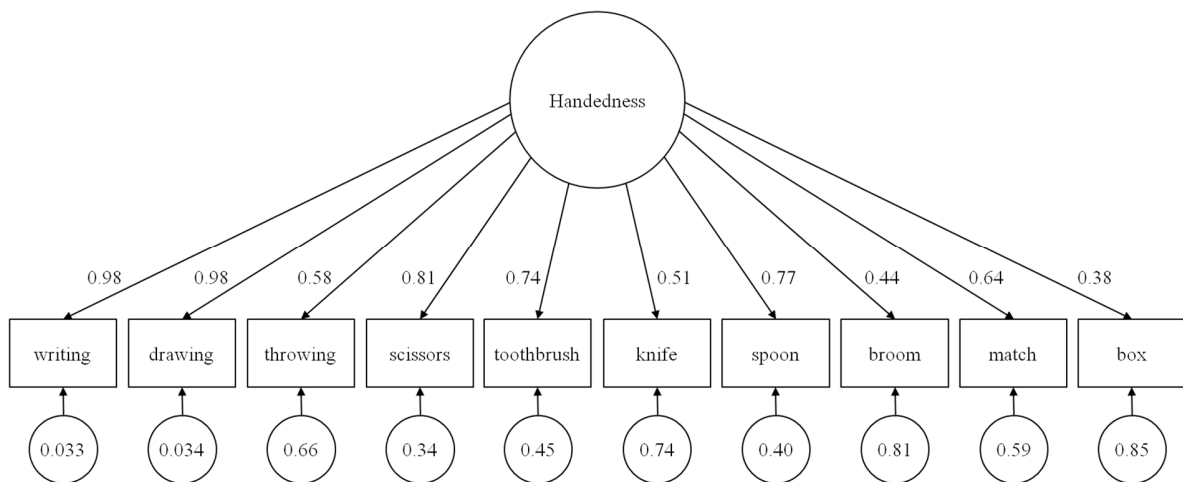 Handedness
0.98 0.98 0.58 0.81 0.74 0.51 0.77 0.44 0.64 0.38
writing drawing throwing scissors toothbrush knife spoon broom match box
0.033 0.034 0.66 0.34 0.45 0.74 0.40 0.81 0.59 0.85